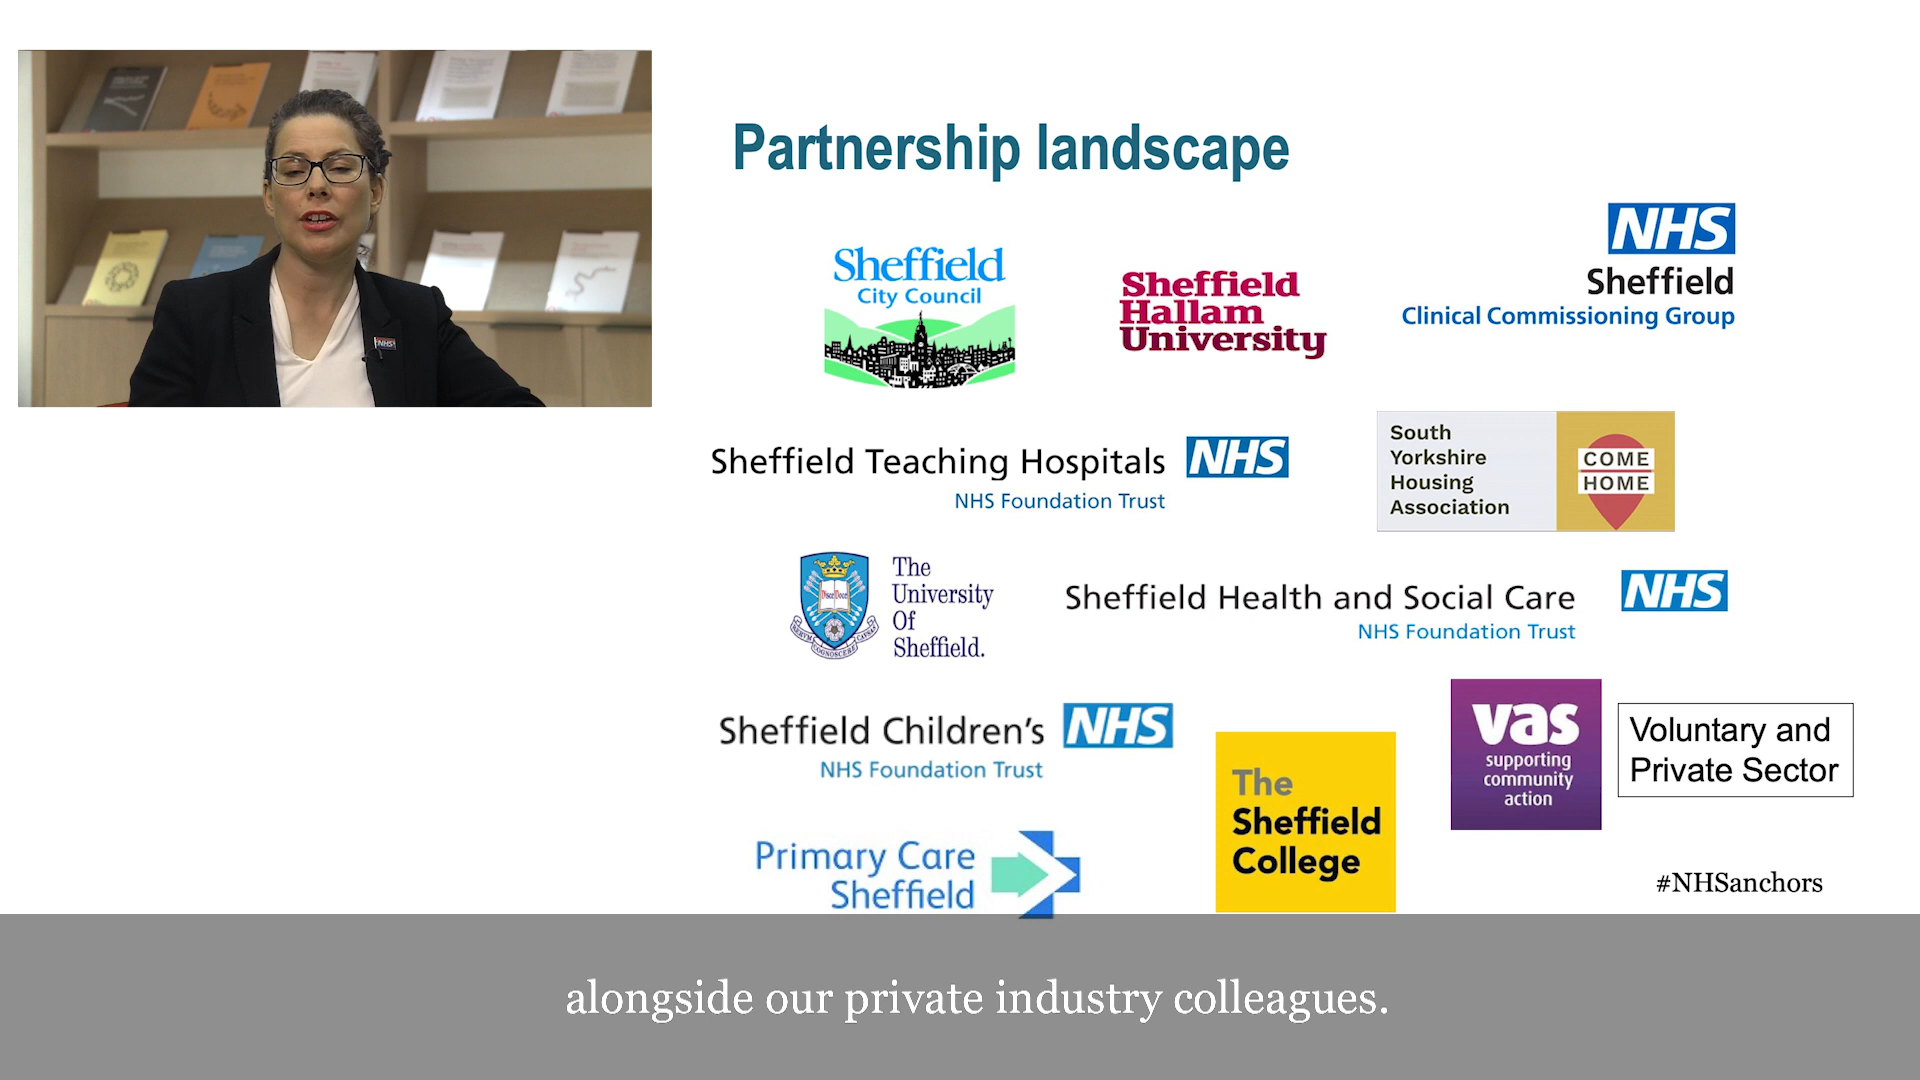 Partnership landscape
Sheffield
City Council
Sheffield
Hallam
University
NHS
Sheffield
Clinical Commissioning Group
Sheffield Teaching Hospitals NHS
NHS Foundation Trust
South
Yorkshire
Housing
Association
COME
HOME
The
University
Of
Sheffield.
Sheffield Health and Social Care NHS
NHS Foundation Trust
Sheffield Children's NHS
NHS Foundation Trust
The
Sheffield
College
vas
supporting
community
action
Voluntary and
Private Sector
Primary Care
Sheffield
#NHSanchors
NHS
alongside our private industry colleagues.